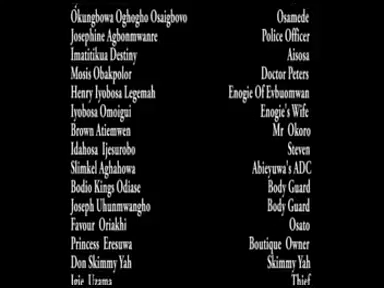 Okungbowa Oghogho Osaigbovo Osamede
Josephine Agbonmwanre Police Officer
Imatitikua Destiny Aisosa
Mosis Obakpolor Doctor Peters
Henry Iyobosa Legemah Enogie Of Evbuomwan
Iyobosa Omoigui Enogie's Wife
Brown Atiemwen Mr Okoro
Idahosa Ijesurobo Steven
Slimkel Aghahowa Abieyuwa's ADC
Bodio Kings Odiase Body Guard
Joseph Uhunmwangho Body Guard
Favour Oriakhi Osato
Princess Eresuwa Boutique Owner
Don Skimmy Yah Skimmy Yah
Igie Uzama Thief